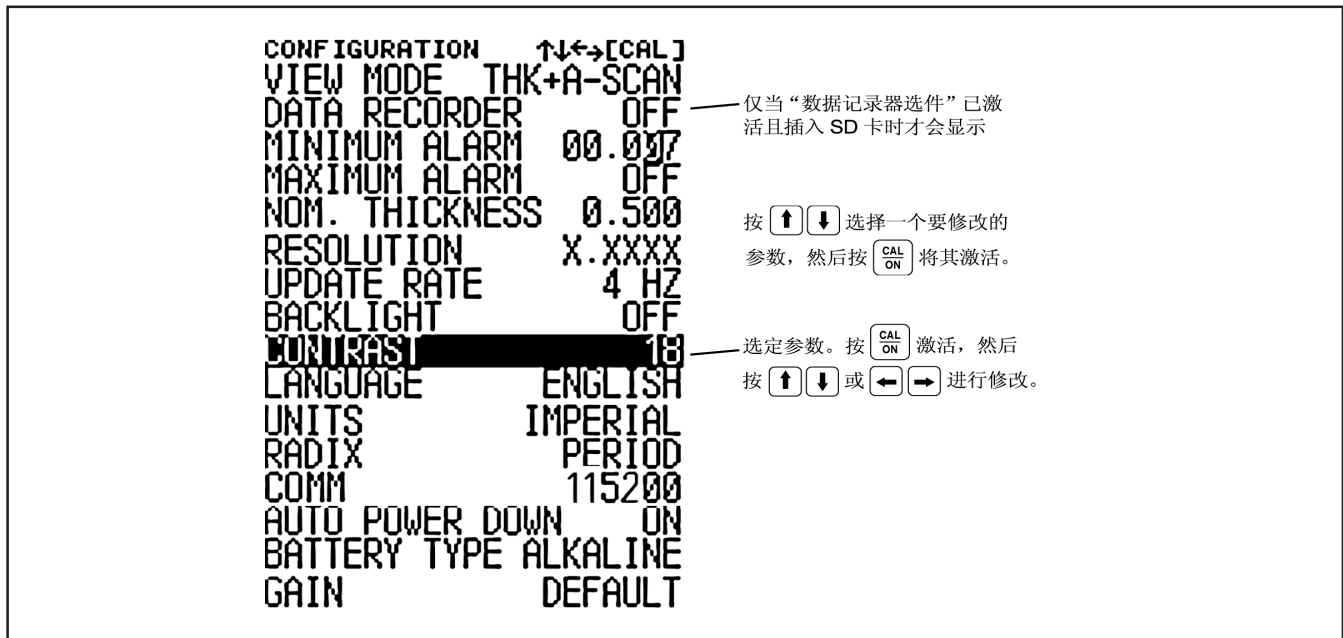 CONFIGURATION ↑↓←→[CAL]
VIEW MODE THK+A-SCAN
DATA RECORDER OFF
MINIMUM ALARM
MAXIMUM ALARM OFF
NOM. THICKNESS 0.500
RESOLUTION X.XXXX
UPDATE RATE 4 HZ
BACKLIGHT OFF
CONTRAST 18
LANGUAGE ENGLISH
UNITS IMPERIAL
RADIX PERIOD
COMM 115200
AUTO POWER DOWN ON
BATTERY TYPE ALKALINE
GAIN DEFAULT
仅当“数据记录器选件”已激
活且插入 SD 卡时才会显示
按 ↑ ↓ 选择一个要修改的
参数，然后按 CAL ON 将其激活。
选定参数。按 CAL ON 激活，然后
按 ↑ ↓ 或 ← → 进行修改。